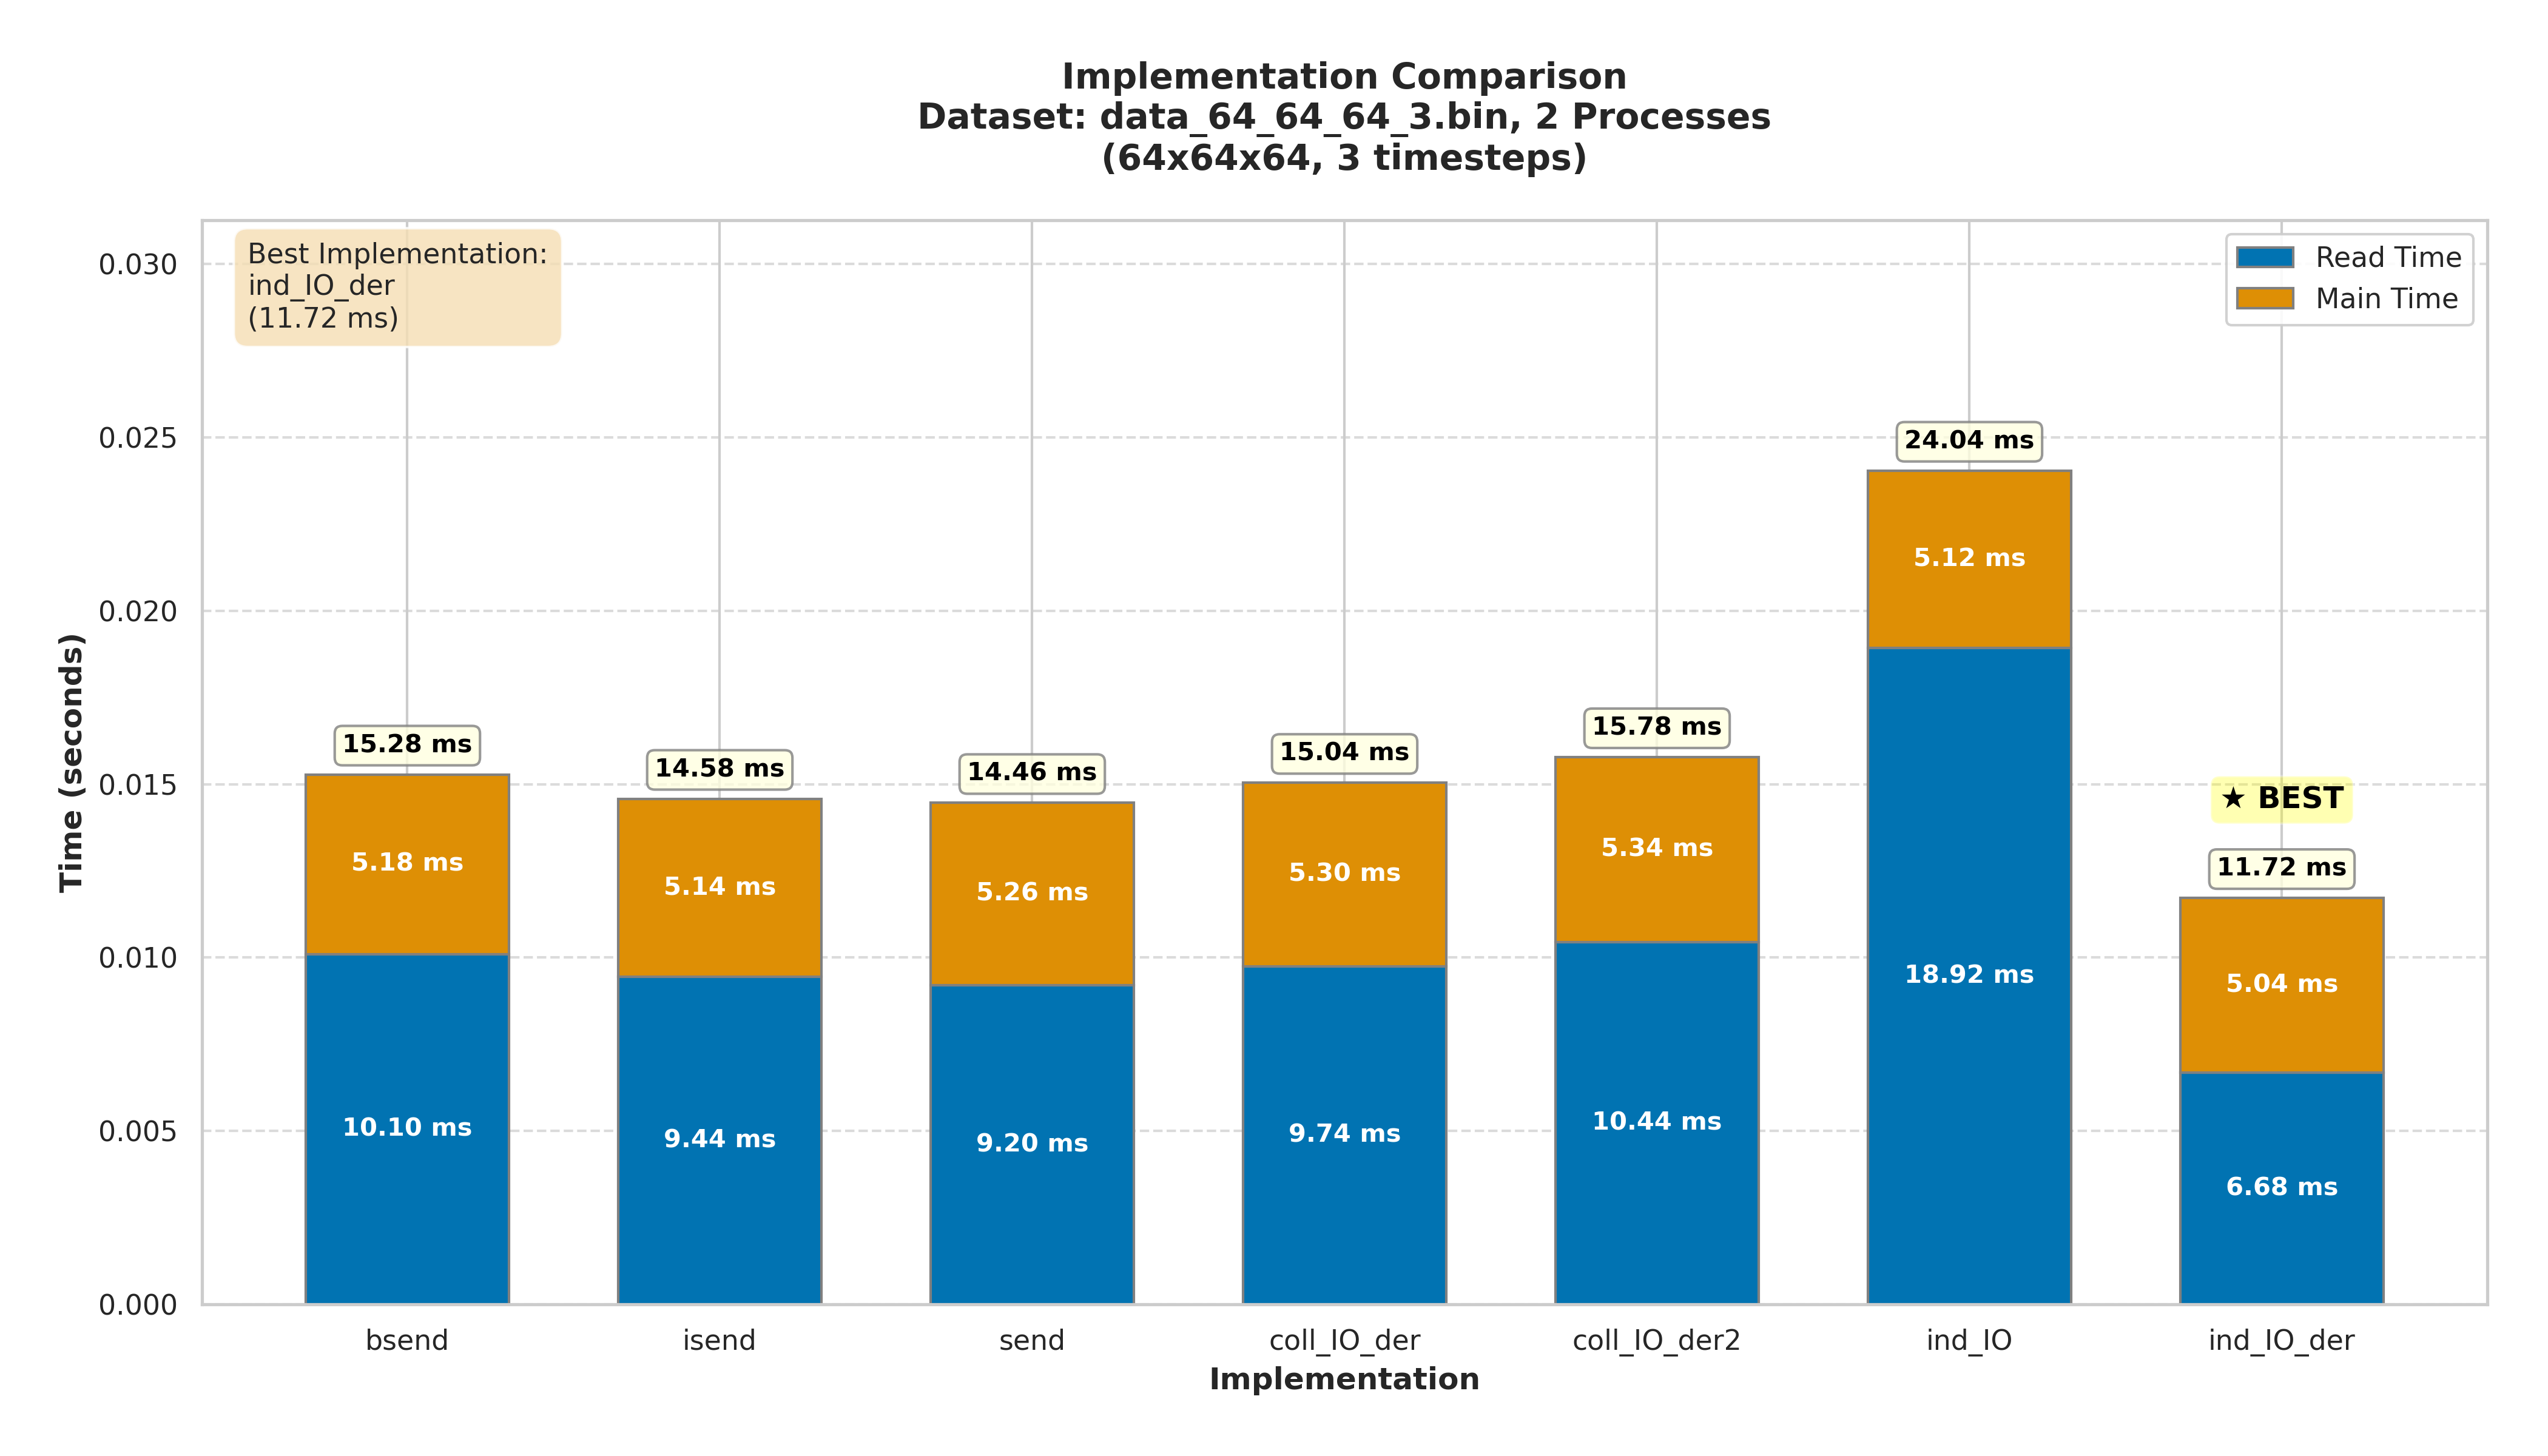 Implementation Comparison
Dataset: data_64_64_64_3.bin, 2 Processes
(64x64x64, 3 timesteps)
Best Implementation:
ind_IO_der
(11.72 ms)
Read Time
Main Time
Time (seconds)
0.030
0.025
0.020
0.015
0.010
0.005
0.000
15.28 ms
5.18 ms
10.10 ms
14.58 ms
5.14 ms
9.44 ms
14.46 ms
5.26 ms
9.20 ms
15.04 ms
5.30 ms
9.74 ms
15.78 ms
5.34 ms
10.44 ms
24.04 ms
5.12 ms
18.92 ms
★ BEST
11.72 ms
5.04 ms
6.68 ms
bsend
isend
send
coll_IO_der
coll_IO_der2
ind_IO
ind_IO_der
Implementation